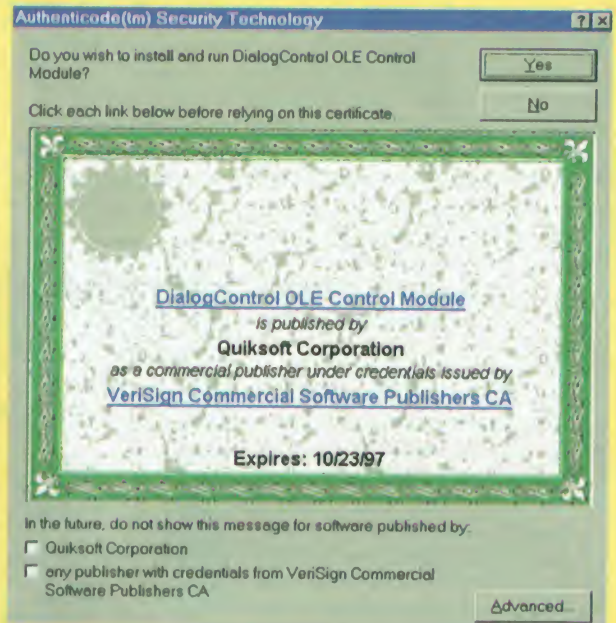 Authenticode(tm) Security Technology
Do you wish to install and run DialogControl OLE Control
Module?
Yes
No
Click each link below before relying on this certificate.
DialogControl OLE Control Module
is published by
Quiksoft Corporation
as a commercial publisher under credentials issued by
VeriSign Commercial Software Publishers CA
Expires: 10/23/97
In the future, do not show this message for software published by:
Quiksoft Corporation
any publisher with credentials from VeriSign Commercial
Software Publishers CA
Advanced...